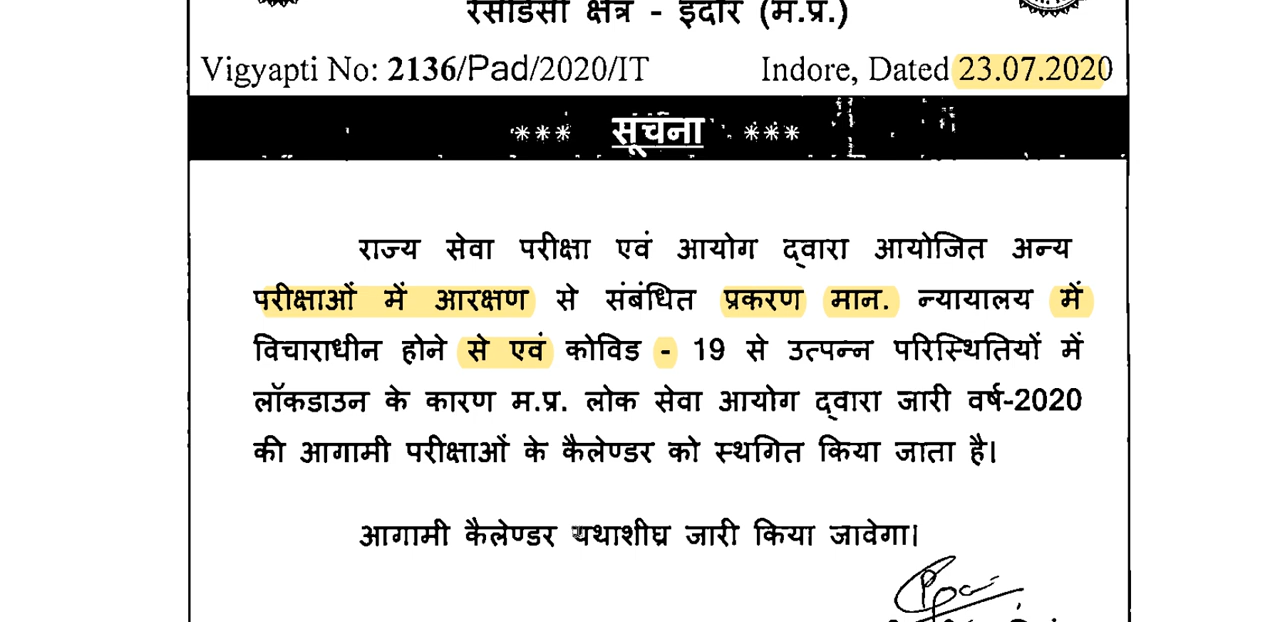 रेसीडेंसी क्षेत्र - इंदौर (म.प्र.)
Vigyapti No: 2136/Pad/2020/IT Indore, Dated 23.07.2020
*** सूचना ***
राज्य सेवा परीक्षा एवं आयोग द्वारा आयोजित अन्य
परीक्षाओं में आरक्षण से संबंधित प्रकरण मान. न्यायालय में
विचाराधीन होने से एवं कोविड - 19 से उत्पन्न परिस्थितियों में
लॉकडाउन के कारण म.प्र. लोक सेवा आयोग द्वारा जारी वर्ष-2020
की आगामी परीक्षाओं के कैलेण्डर को स्थगित किया जाता है।
आगामी कैलेण्डर यथाशीघ्र जारी किया जावेगा।